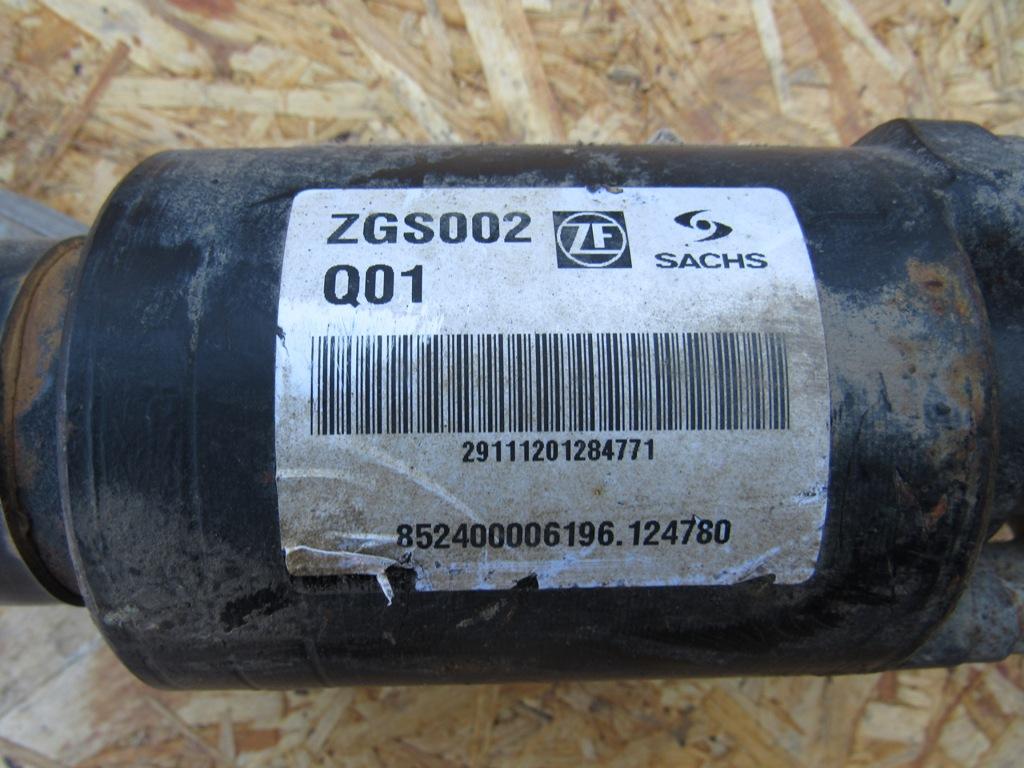 ZGS002
ZF
SACHS
Q01
29111201284771
852400006196.124780